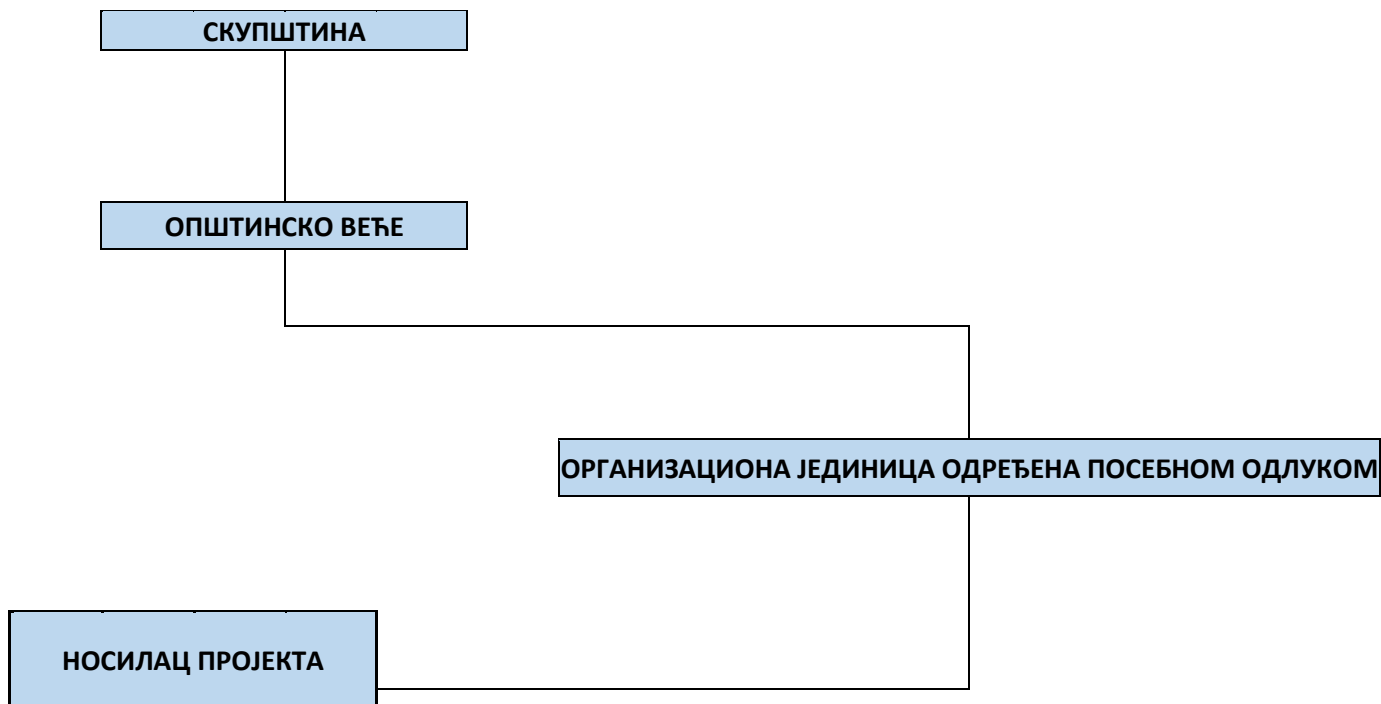 СКУПШТИНА
ОПШТИНСКО ВЕЋЕ
ОРГАНИЗАЦИОНА ЈЕДИНИЦА ОДРЕЂЕНА ПОСЕБНОМ ОДЛУКОМ
НОСИЛАЦ ПРОЈЕКТА